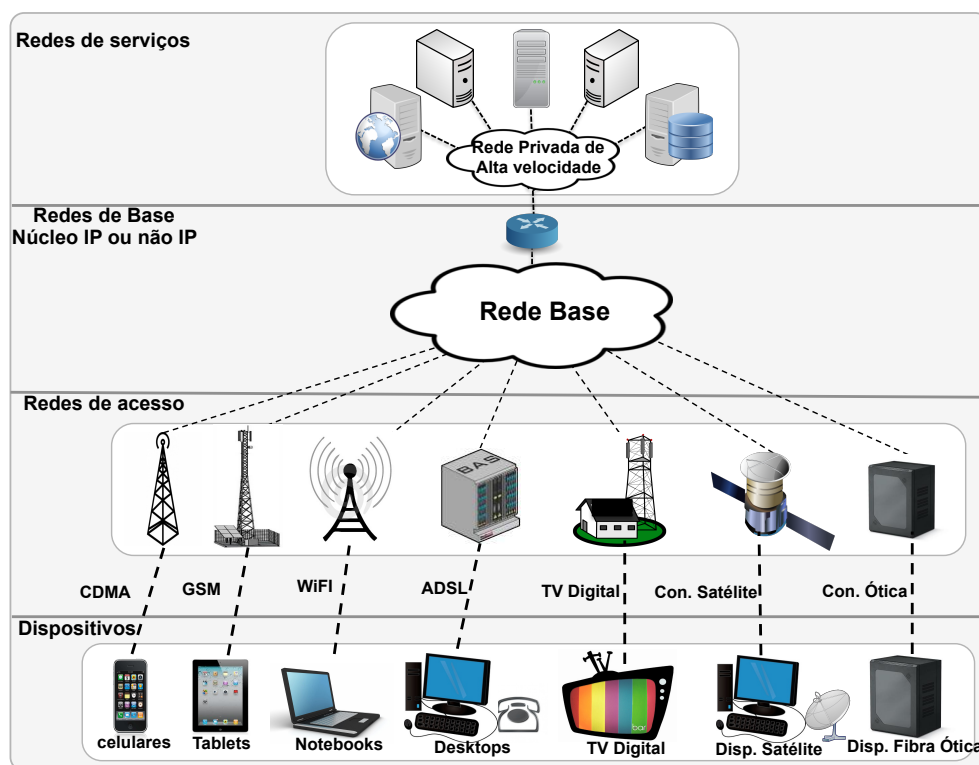 Redes de serviços
Rede Privada de
Alta velocidade
Redes de Base
Núcleo IP ou não IP
Rede Base
Redes de acesso
BAS
CDMA
GSM
WiFI
ADSL
TV Digital
Con. Satélite
Con. Ótica
Dispositivos
bar
celulares
Tablets
Notebooks
Desktops
TV Digital
Disp. Satélite
Disp. Fibra Ótica